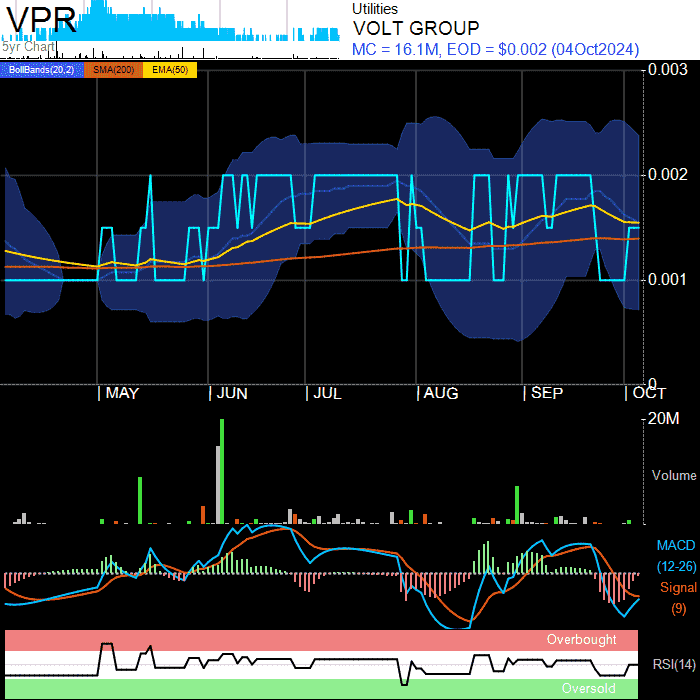 VPR
5yr Chart
Utilities
VOLT GROUP
MC = 16.1M, EOD = $0.002 (04Oct2024)
BollBands(20,2) SMA(200) EMA(50)
0.003
0.002
0.001
0
MAY JUN JUL AUG SEP OCT
20M
Volume
MACD
(12-26)
Signal
(9)
Overbought
RSI(14)
Oversold